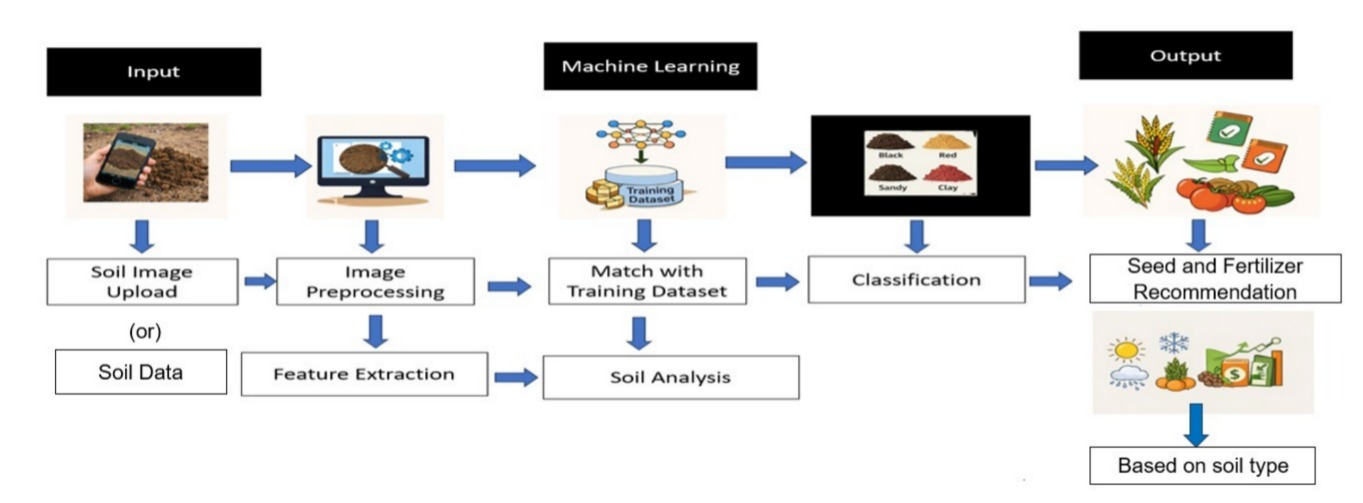 Input
Machine Learning
Output
Training
Dataset
Black Red
Sandy Clay
Soil Image
Upload
Image
Preprocessing
Match with
Training Dataset
Classification
Seed and Fertilizer
Recommendation
(or)
Soil Data
Feature Extraction
Soil Analysis
$
Based on soil type